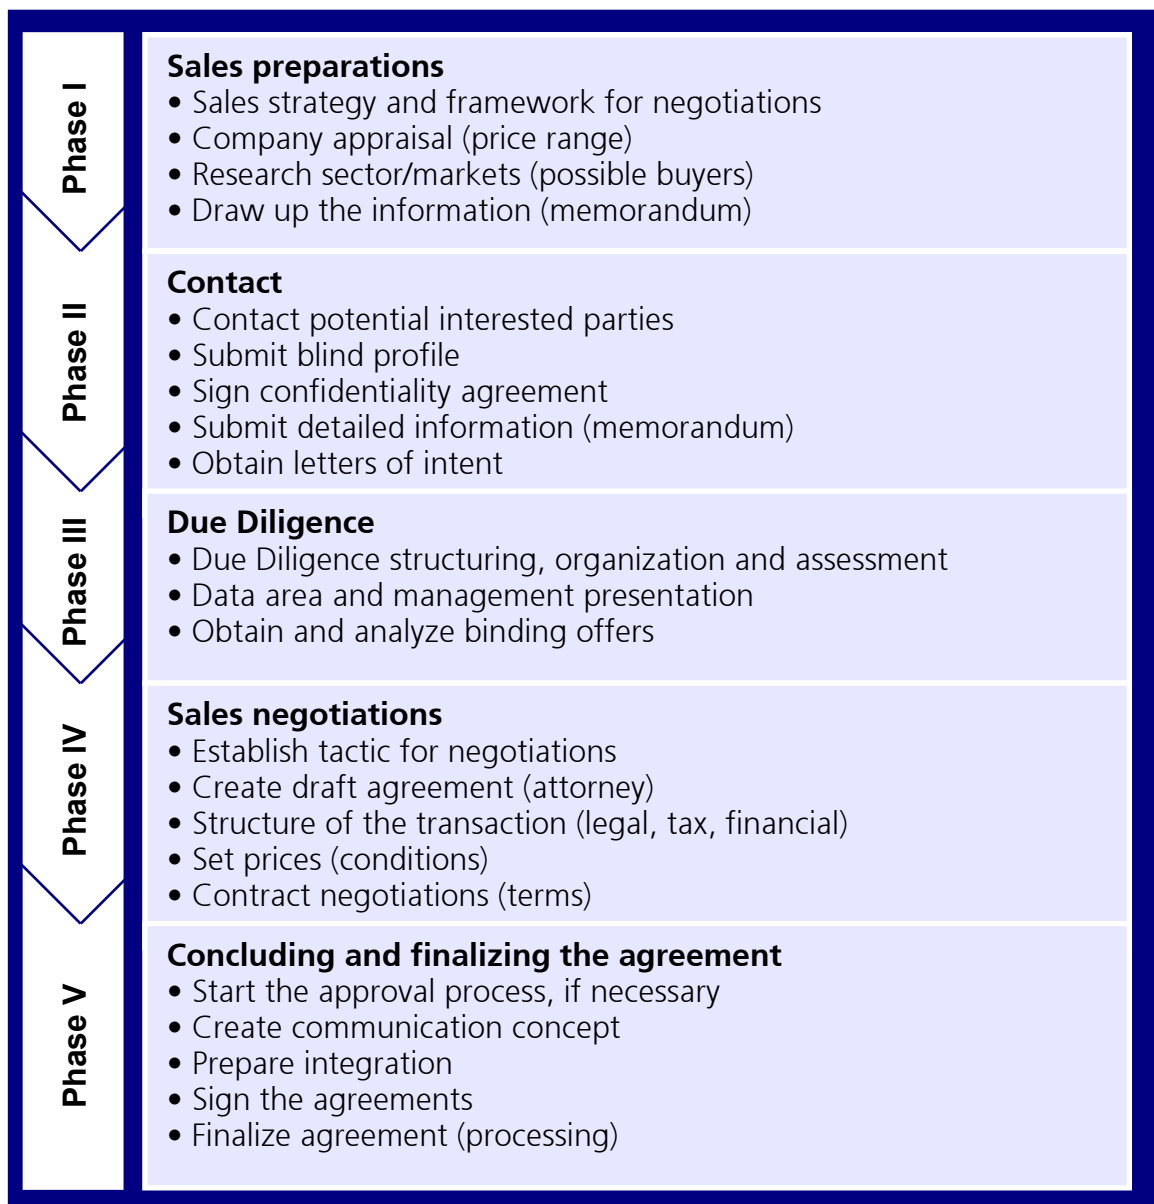 Phase I
Sales preparations
• Sales strategy and framework for negotiations
• Company appraisal (price range)
• Research sector/markets (possible buyers)
• Draw up the information (memorandum)
Phase II
Contact
• Contact potential interested parties
• Submit blind profile
• Sign confidentiality agreement
• Submit detailed information (memorandum)
• Obtain letters of intent
Phase III
Due Diligence
• Due Diligence structuring, organization and assessment
• Data area and management presentation
• Obtain and analyze binding offers
Phase IV
Sales negotiations
• Establish tactic for negotiations
• Create draft agreement (attorney)
• Structure of the transaction (legal, tax, financial)
• Set prices (conditions)
• Contract negotiations (terms)
Phase V
Concluding and finalizing the agreement
• Start the approval process, if necessary
• Create communication concept
• Prepare integration
• Sign the agreements
• Finalize agreement (processing)